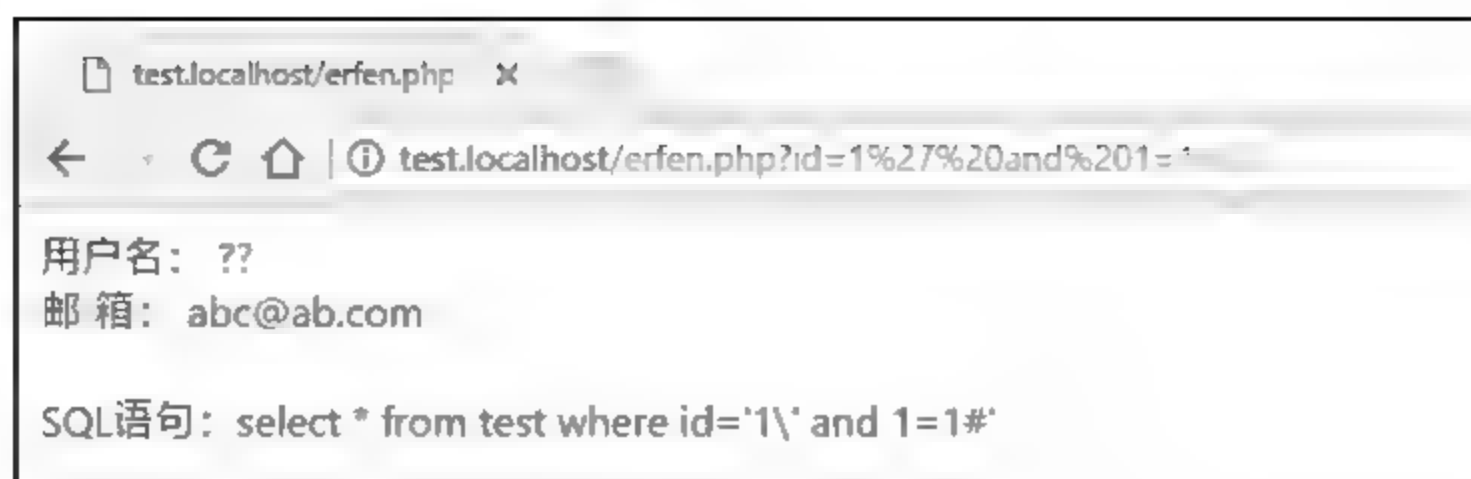 test.localhost/erfen.php
test.localhost/erfen.php?id=1%27%20and%201=1
用户名： ??
邮 箱： abc@ab.com
SQL语句：select * from test where id='1\' and 1=1#'